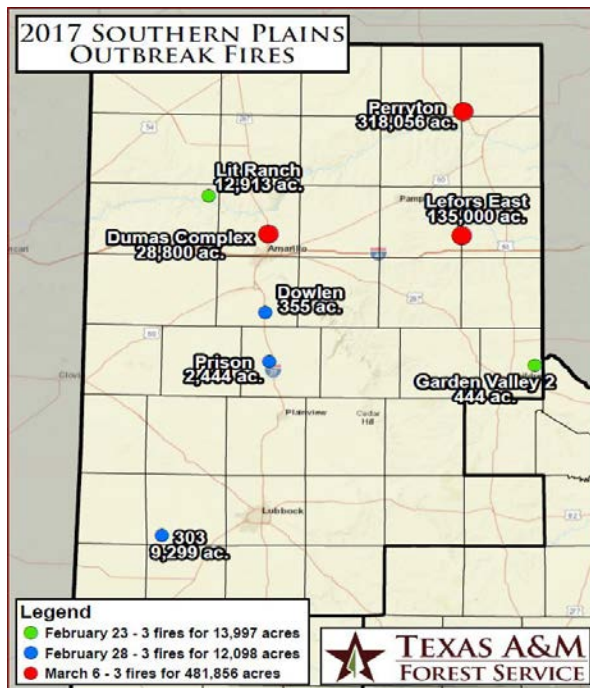 2017 Southern Plains
Outbreak Fires
Perryton
318,056 ac.
Lit Ranch
12,913 ac.
Lefors East
135,000 ac.
Dumas Complex
28,800 ac.
Amarillo
Dowlen
355 ac.
Prison
2,444 ac.
Garden Valley 2
444 ac.
Plainview
Cedar
Hill
Lubbock
303
9,299 ac.
Legend
February 23 - 3 fires for 13,997 acres
February 28 - 3 fires for 12,098 acres
March 6 - 3 fires for 481,856 acres
Texas A&M
Forest Service